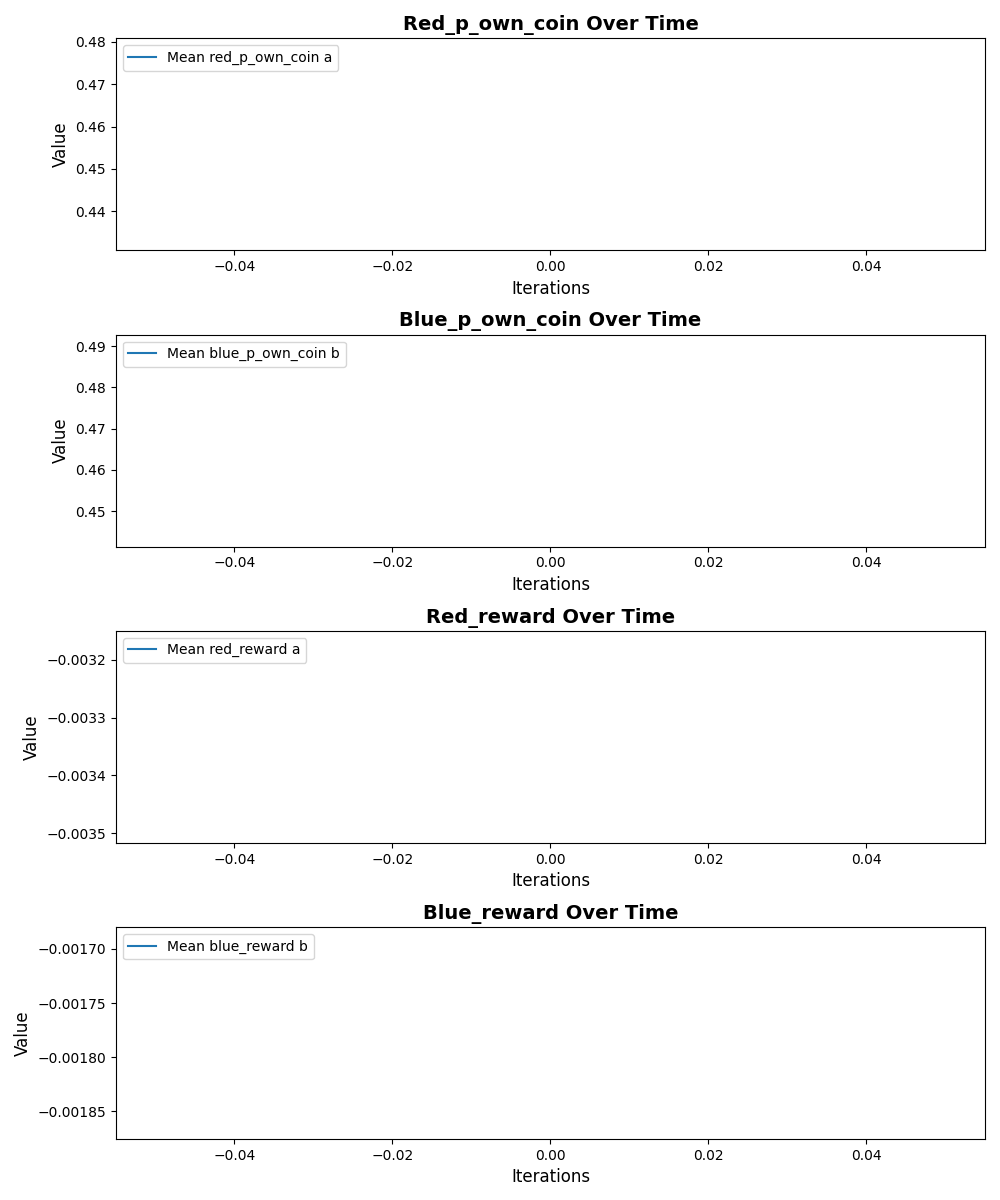 Red_p_own_coin Over Time
Mean red_p_own_coin a
Value
0.48
0.47
0.46
0.45
0.44
−0.04 −0.02 0.00 0.02 0.04
Iterations
Blue_p_own_coin Over Time
Mean blue_p_own_coin b
Value
0.49
0.48
0.47
0.46
0.45
−0.04 −0.02 0.00 0.02 0.04
Iterations
Red_reward Over Time
Mean red_reward a
Value
−0.0032
−0.0033
−0.0034
−0.0035
−0.04 −0.02 0.00 0.02 0.04
Iterations
Blue_reward Over Time
Mean blue_reward b
Value
−0.00170
−0.00175
−0.00180
−0.00185
−0.04 −0.02 0.00 0.02 0.04
Iterations